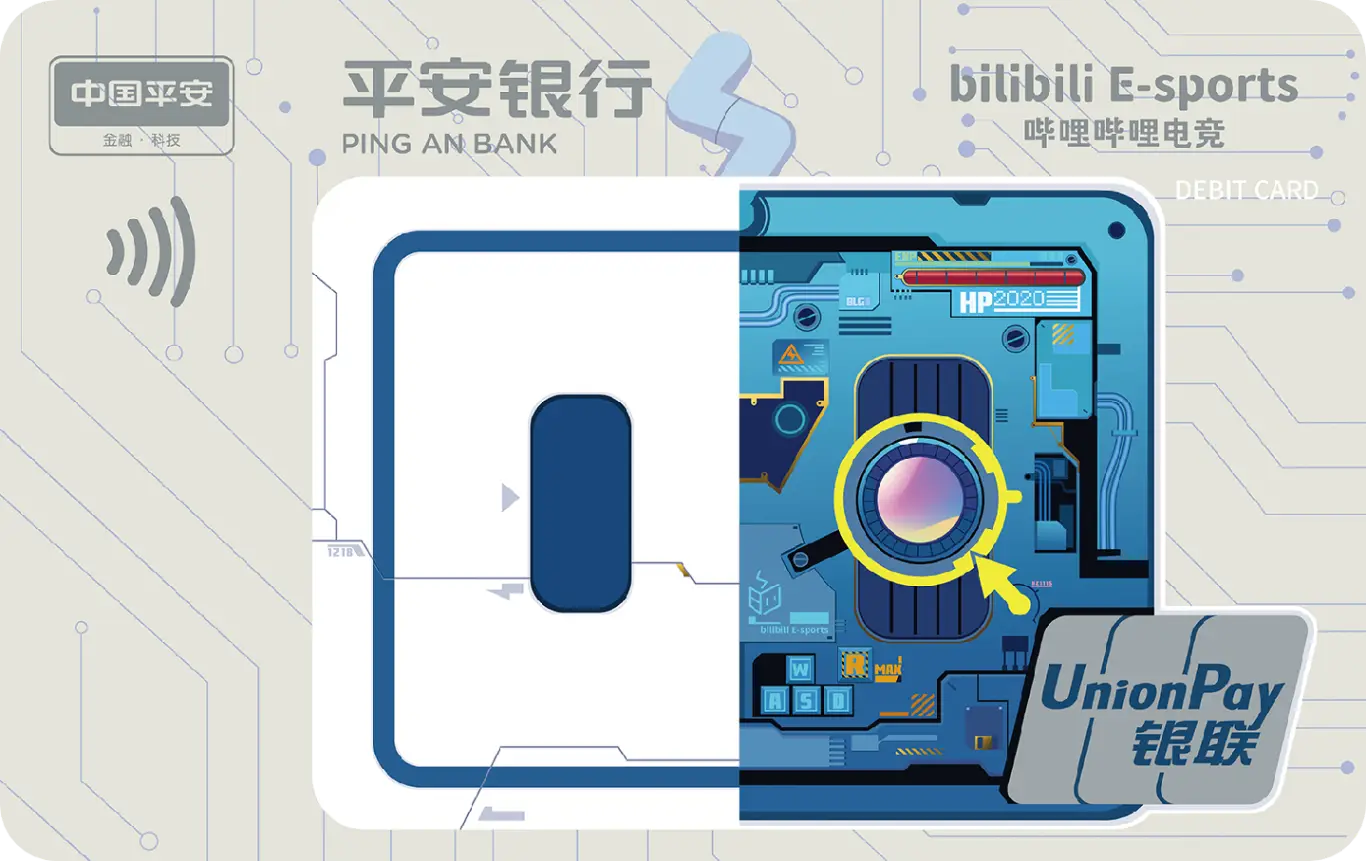 中国平安
金融·科技
平安银行
PING AN BANK
bilibili E-sports
哔哩哔哩电竞
DEBIT CARD
EXP
HP2020
BLG
1218
bilibili E-sports
W
A S D
R
MAX!
UnionPay
银联